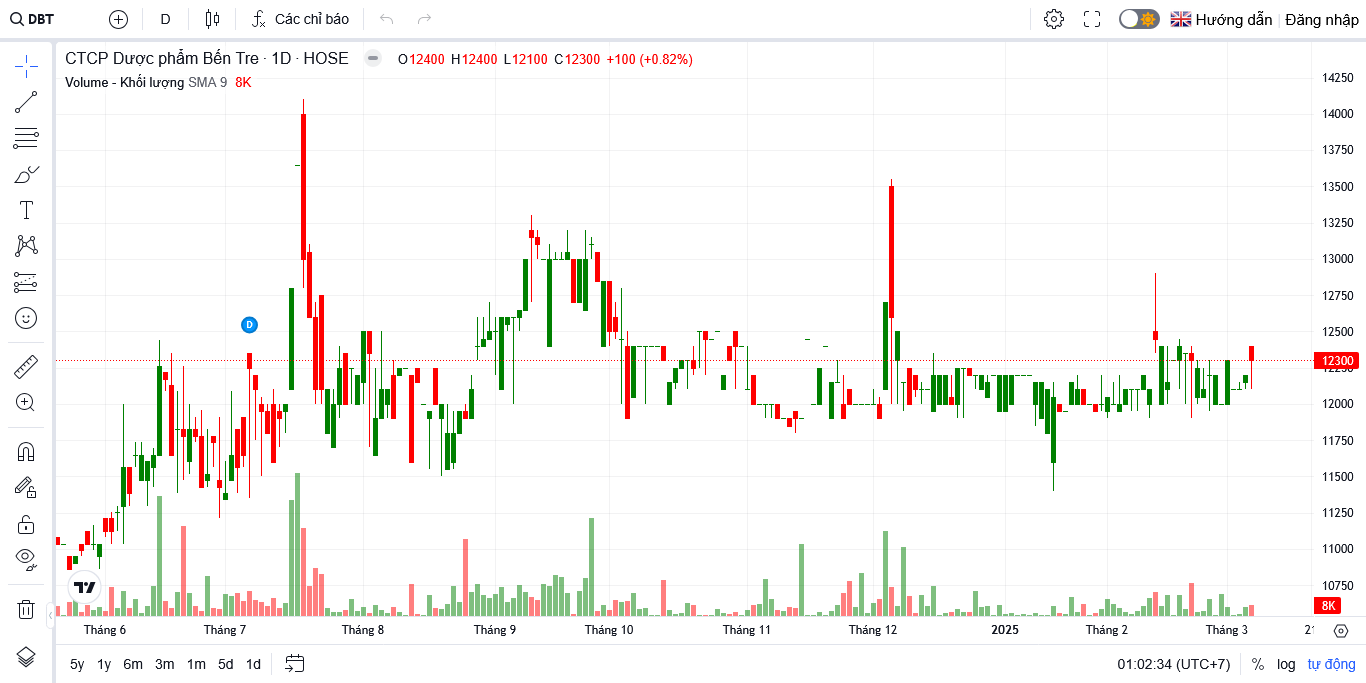 DBT D Các chỉ báo Hướng dẫn Đăng nhập
CTCP Dược phẩm Bến Tre · 1D · HOSE O12400 H12400 L12100 C12300 +100 (+0.82%)
Volume - Khối lượng SMA 9 8K
D
14250
14000
13750
13500
13250
13000
12750
12500
12300
12250
12000
11750
11500
11250
11000
10750
8K
Tháng 6 Tháng 7 Tháng 8 Tháng 9 Tháng 10 Tháng 11 Tháng 12 2025 Tháng 2 Tháng 3
5y 1y 6m 3m 1m 5d 1d 01:02:34 (UTC+7) % log tự động